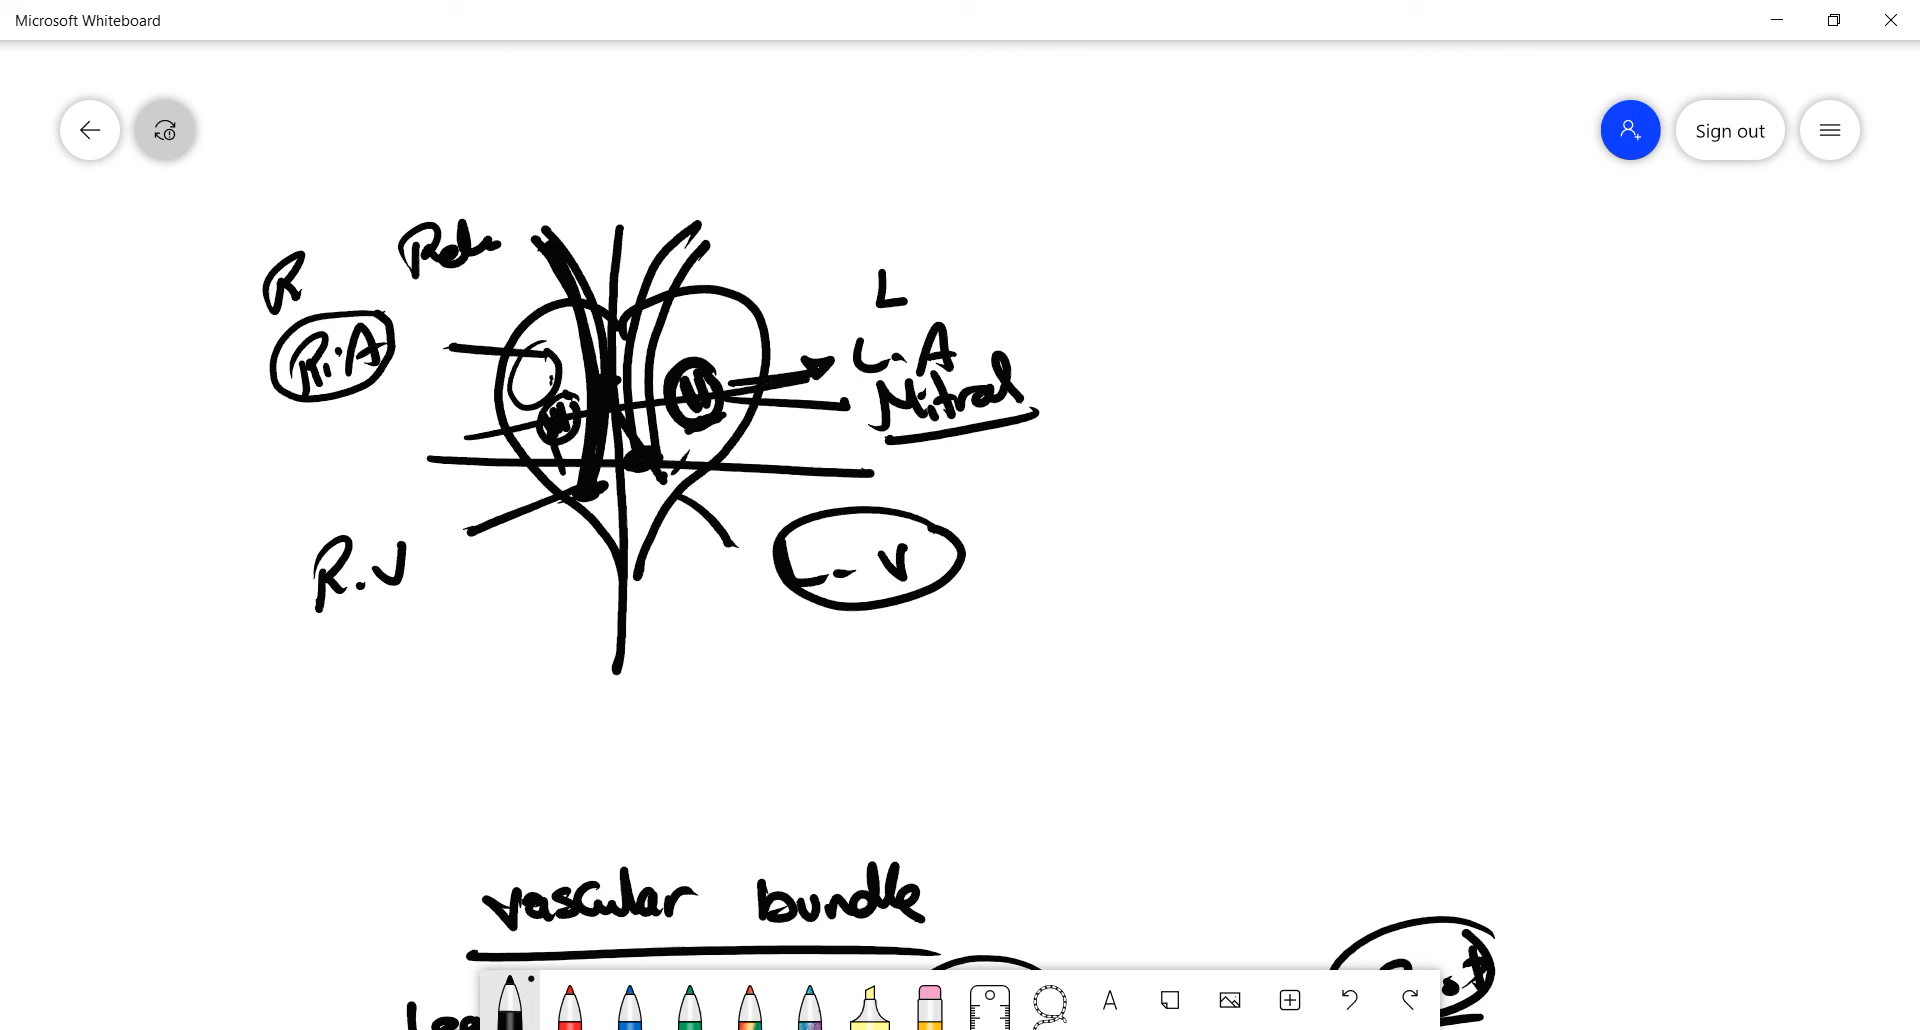 Microsoft Whiteboard
Sign out
R
L
R.A
L.A
Mitral
R.V
L-V
vascular bundle